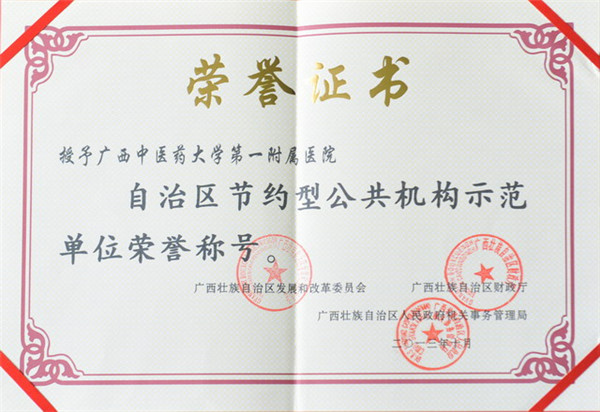 荣誉证书
授予广西中医药大学第一附属医院
自治区节约型公共机构示范
单位荣誉称号。
广西壮族自治区发展和改革委员会 广西壮族自治区财政厅
广西壮族自治区人民政府机关事务管理局
二〇一三年十月